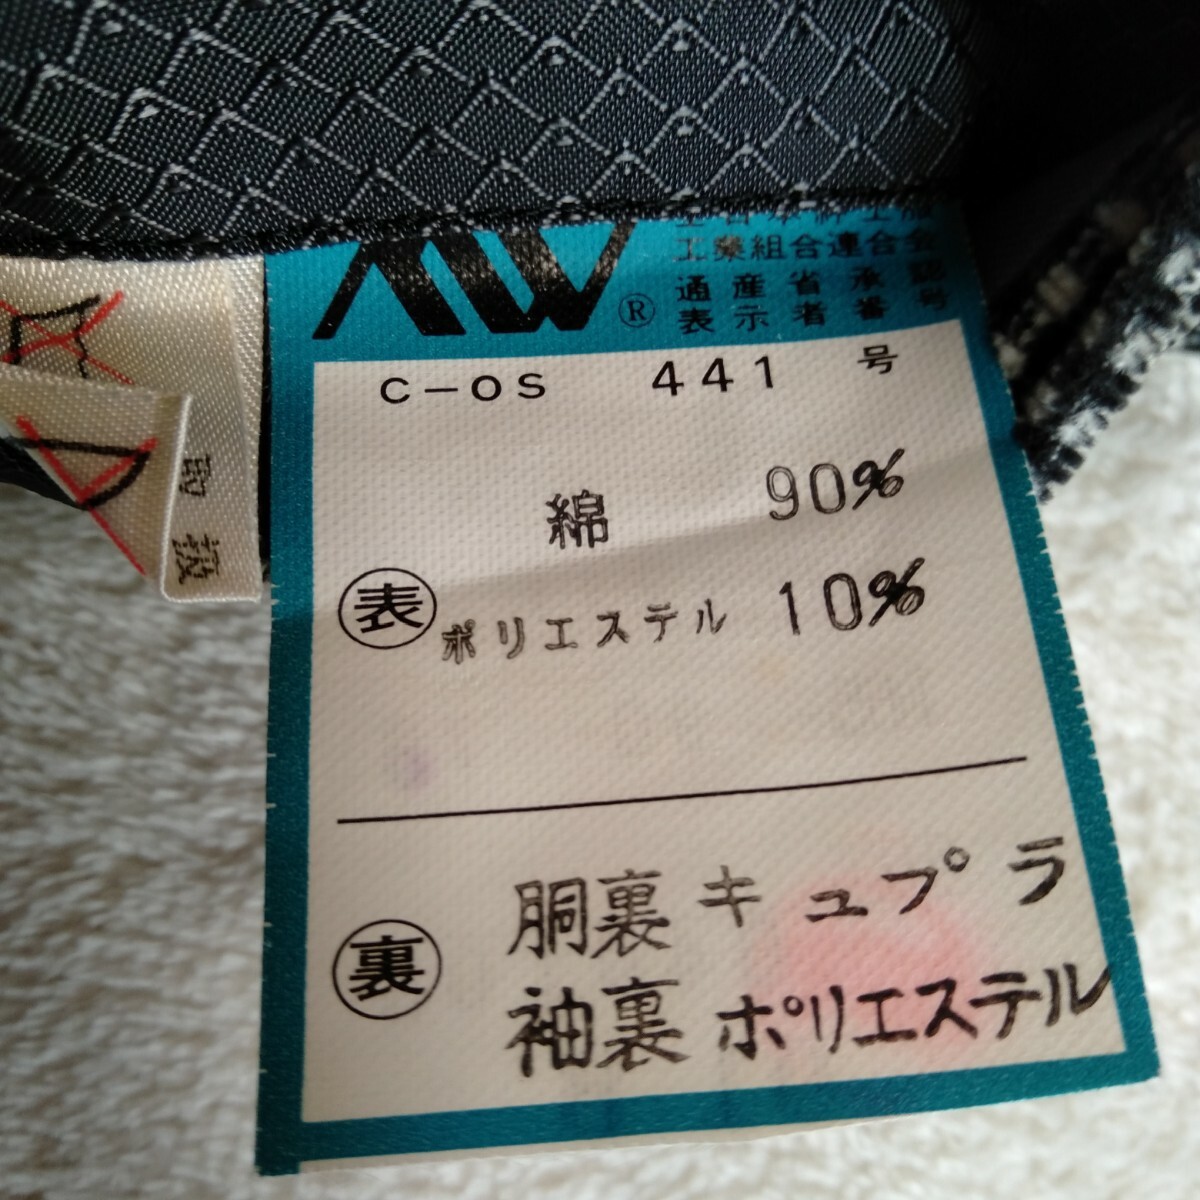 工業組合連合会
通産省承認
®
表示者番号
C-OS 441 号
綿 90%
表
ポリエステル 10%
裏
胴裏 キュプラ
袖裏 ポリエステル
取扱